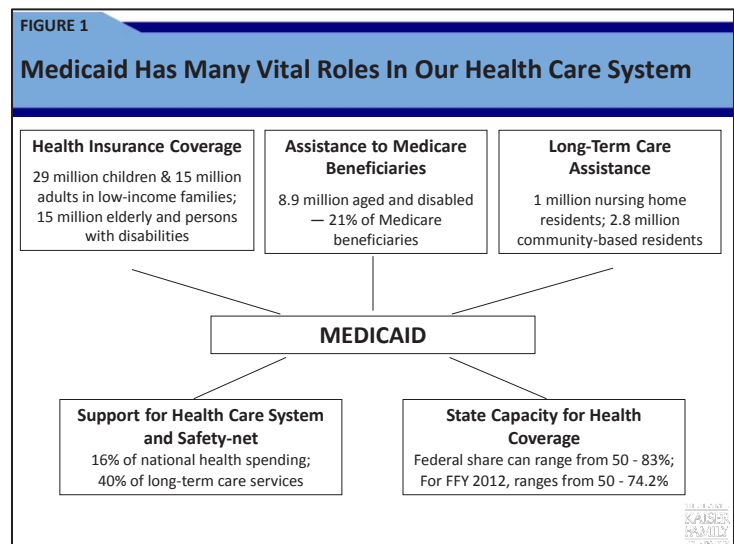 FIGURE 1
Medicaid Has Many Vital Roles In Our Health Care System
Health Insurance Coverage
29 million children & 15 million
adults in low-income families;
15 million elderly and persons
with disabilities
Assistance to Medicare
Beneficiaries
8.9 million aged and disabled
— 21% of Medicare
beneficiaries
Long-Term Care
Assistance
1 million nursing home
residents; 2.8 million
community-based residents
MEDICAID
Support for Health Care System
and Safety-net
16% of national health spending;
40% of long-term care services
State Capacity for Health
Coverage
Federal share can range from 50 - 83%;
For FFY 2012, ranges from 50 - 74.2%
KAISER
FAMILY